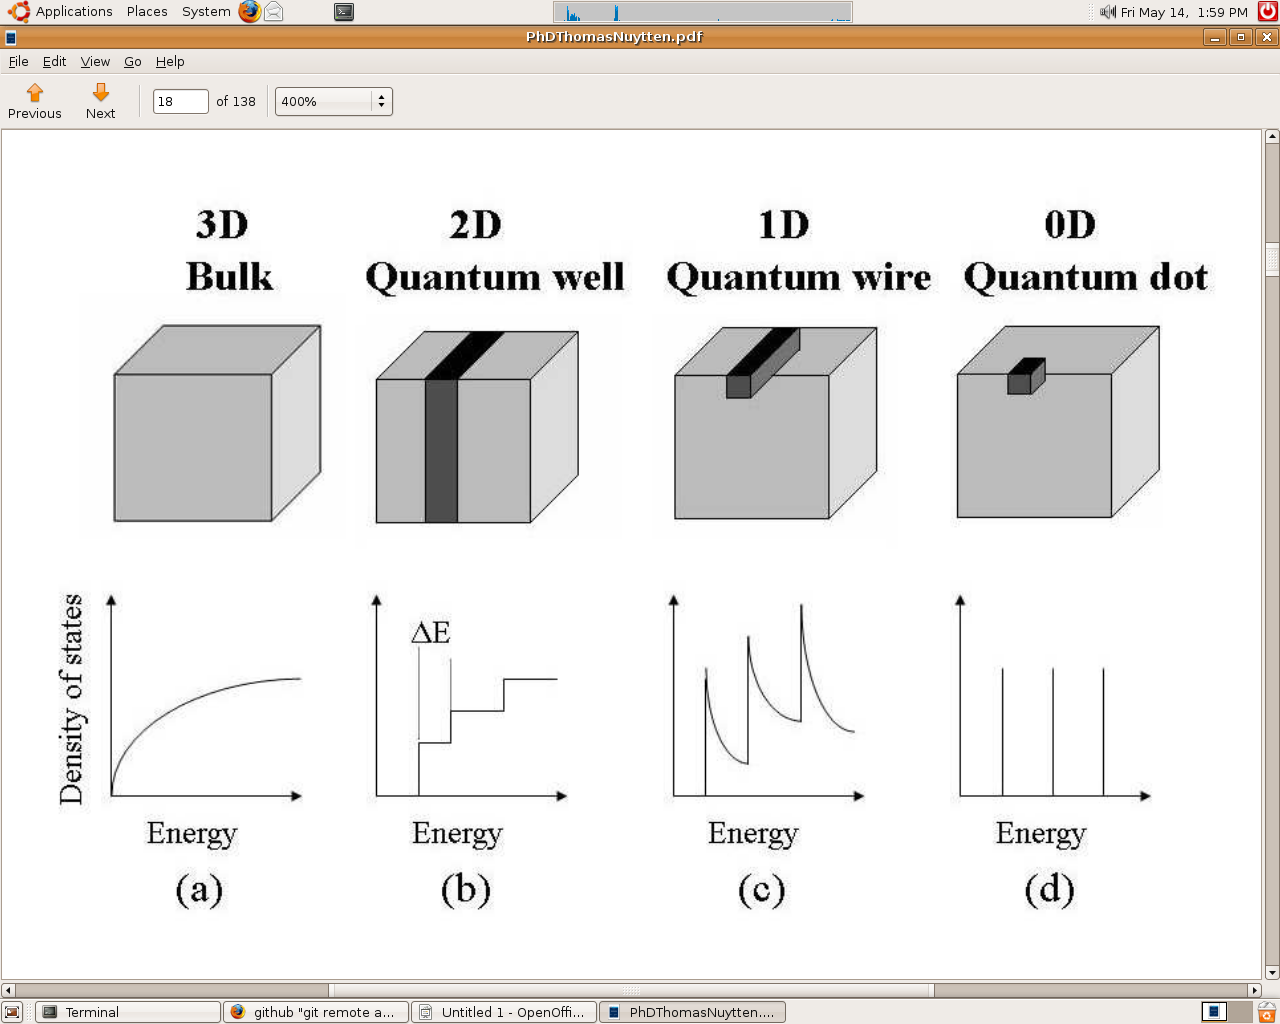 Applications Places System Fri May 14, 1:59 PM
PhDThomasNuytten.pdf
File Edit View Go Help
Previous Next 18 of 138 400%
3D 2D 1D 0D
Bulk Quantum well Quantum wire Quantum dot
Density of states
ΔE
Energy Energy Energy Energy
(a) (b) (c) (d)
Terminal github "git remote a... Untitled 1 - OpenOffi... PhDThomasNuytten....